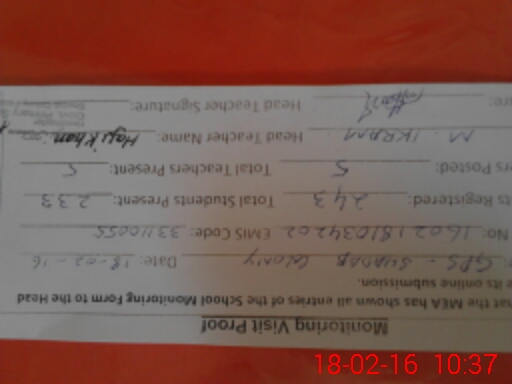 Monitoring Visit Proof
hat the MEA has shown all entries of the School Monitoring Form to the Head
e its online submission.
GPS - Date: 18-02-16
No: EMIS Code: 33110055
ts Registered 243 Total Students Present: 233
rs Posted: 5 Total Teachers Present: 5
M. IKRAM Head Teacher Name: Haji Khan
ure: Head Teacher Signature:
18-02-16 10:37